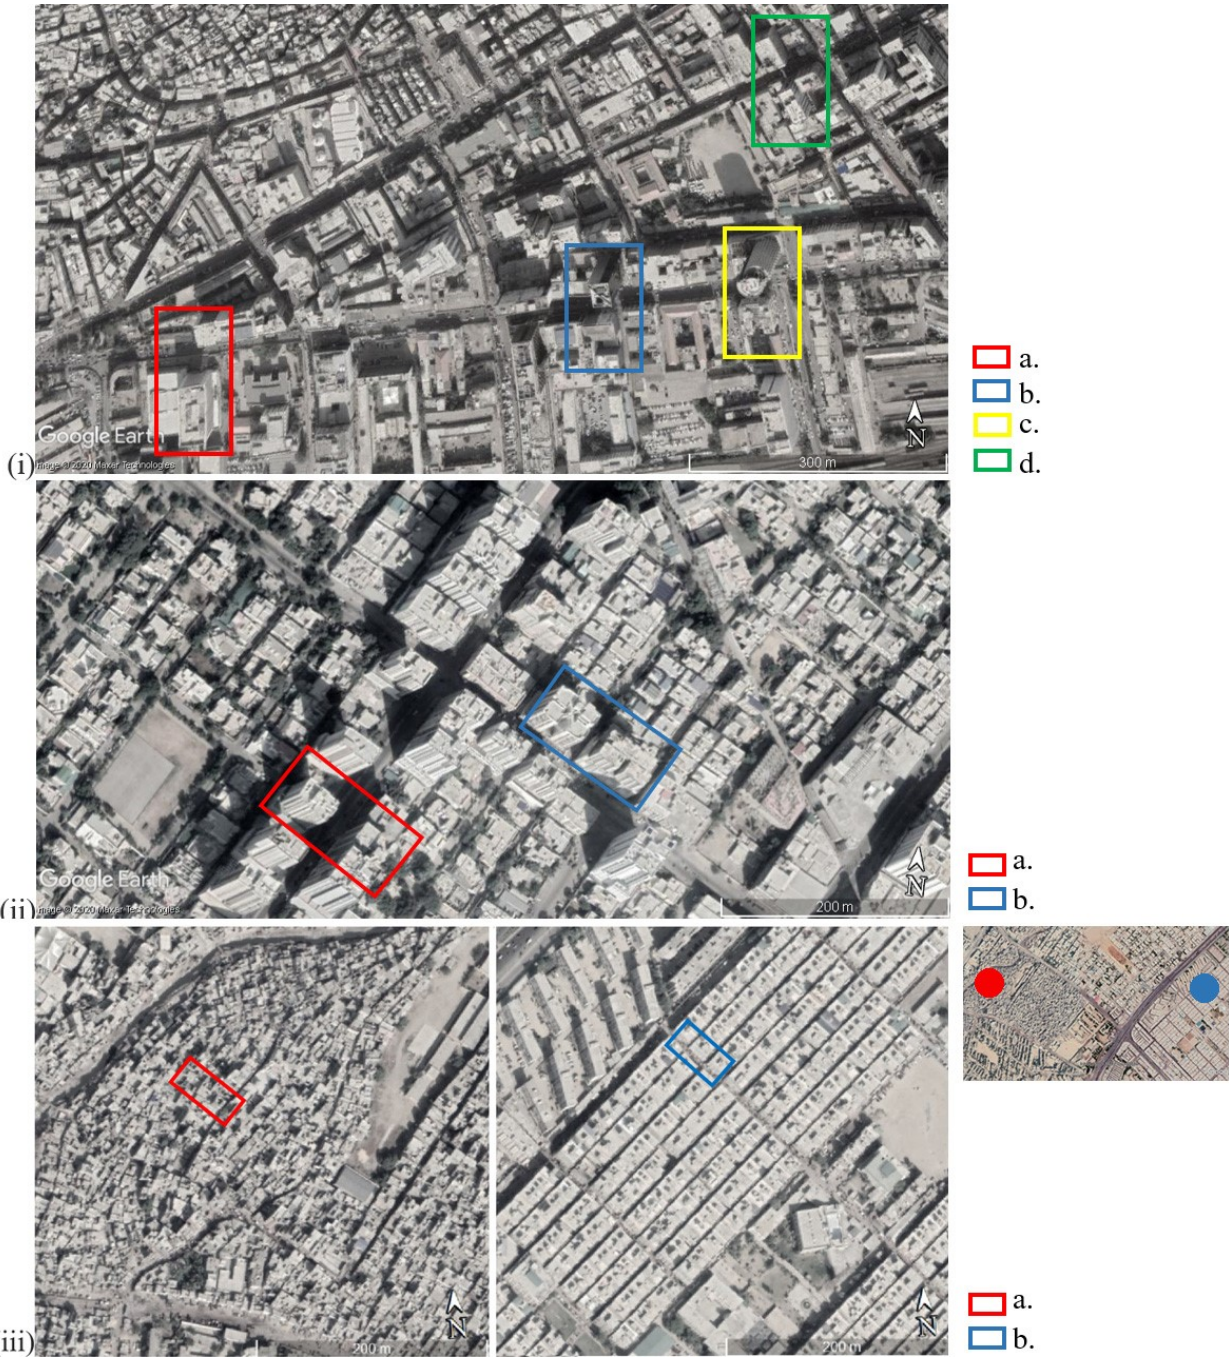 a.
b.
c.
d.
Google Earth
N
(i)
Image © 2020 Maxar Technologies
300 m
a.
b.
Google Earth
N
(ii)
Image © 2020 Maxar Technologies
200 m
a.
b.
N
N
iii)
200 m
200 m